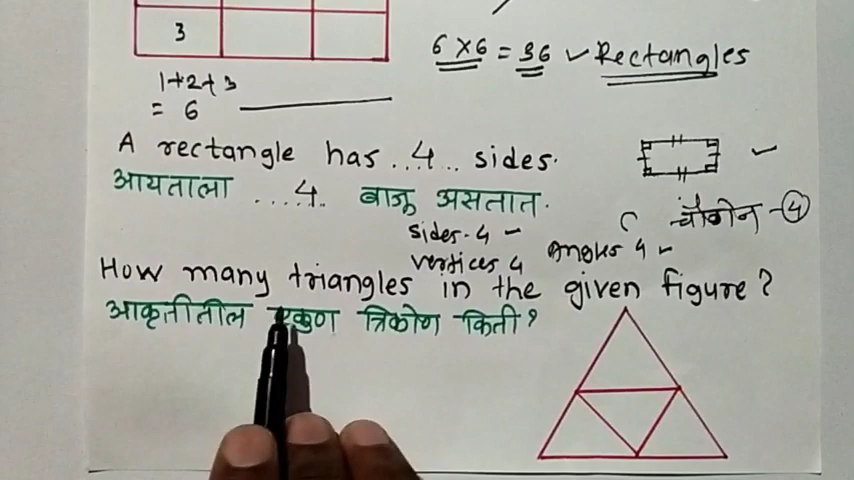 3
6 X 6 = 36 ✓ Rectangles
1+2+3
= 6
A rectangle has ...4.. sides.
आयताला ....4.. बाजू असतात.
चौकोन - 4
sides - 4 -
vertices 4 angles 4 -
How many triangles in the given figure?
आकृतीतील एकुण त्रिकोण किती?